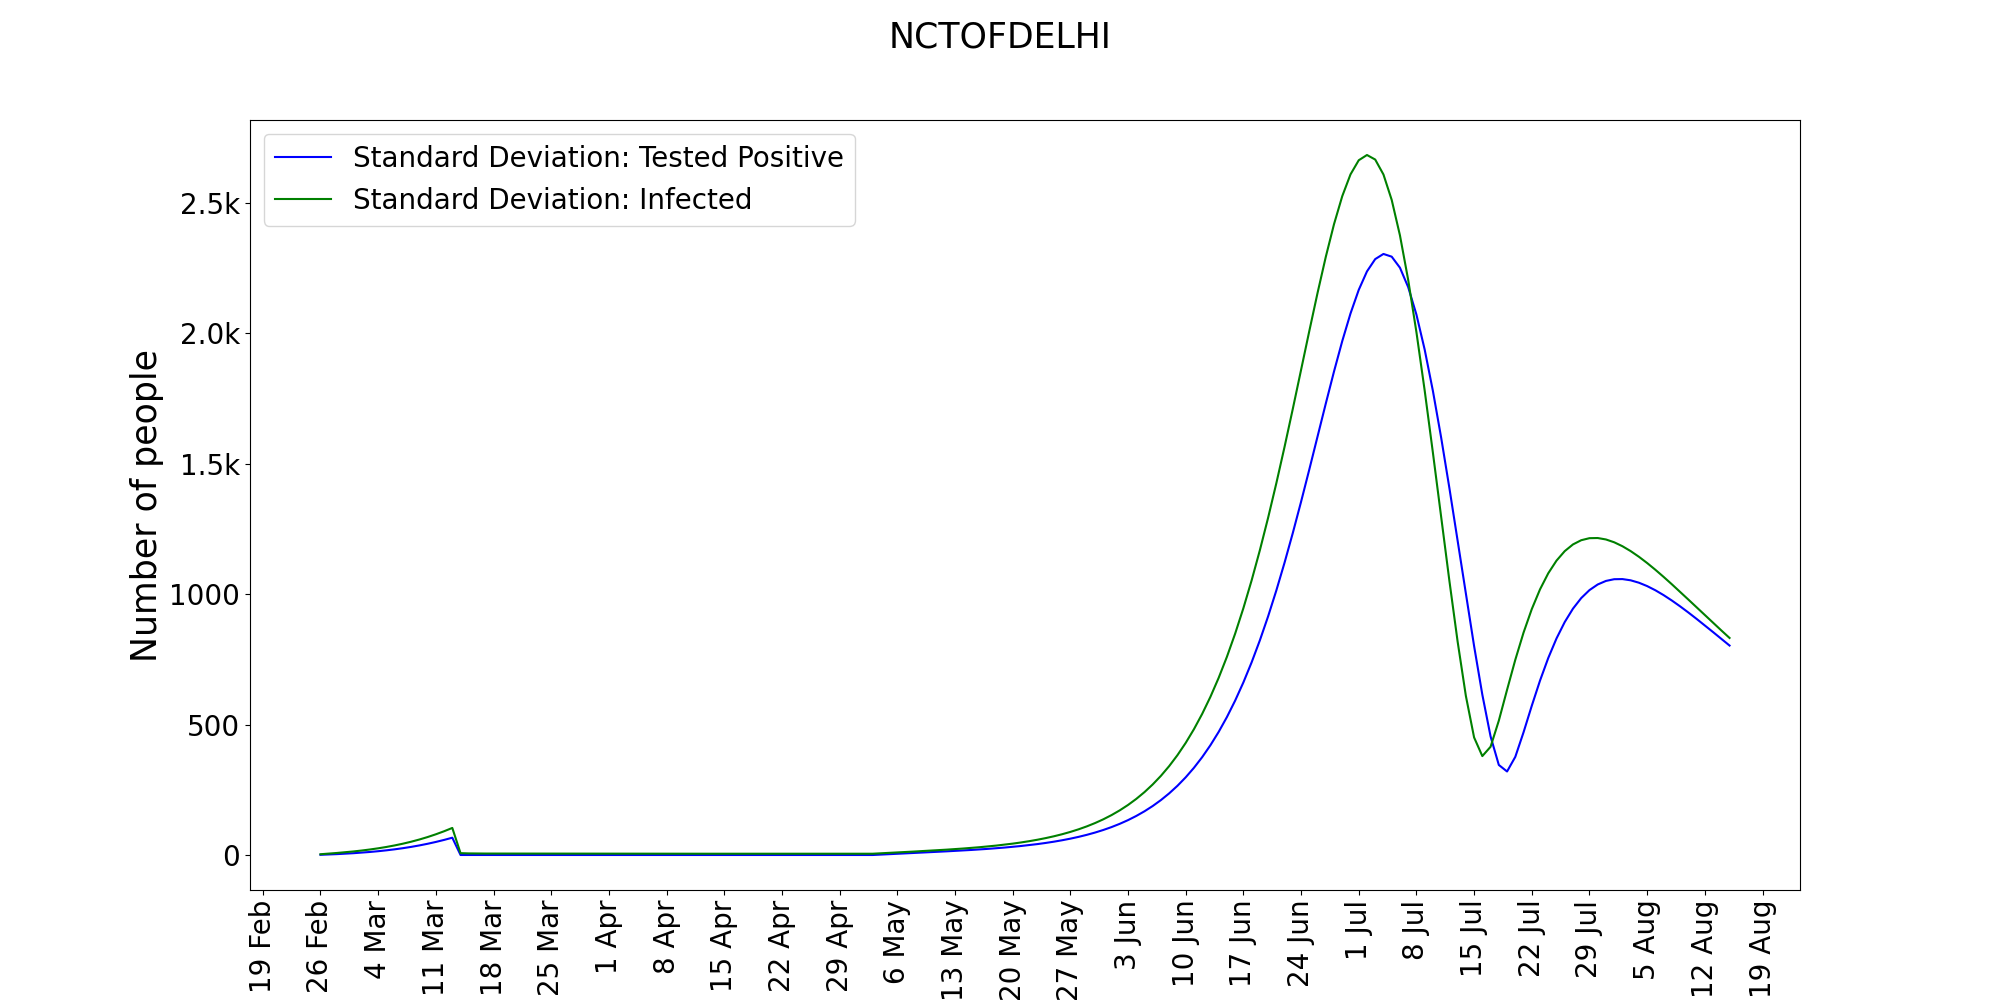 NCTOFDELHI
Standard Deviation: Tested Positive
Standard Deviation: Infected
Number of people
2.5k
2.0k
1.5k
1000
500
0
19 Feb
26 Feb
4 Mar
11 Mar
18 Mar
25 Mar
1 Apr
8 Apr
15 Apr
22 Apr
29 Apr
6 May
13 May
20 May
27 May
3 Jun
10 Jun
17 Jun
24 Jun
1 Jul
8 Jul
15 Jul
22 Jul
29 Jul
5 Aug
12 Aug
19 Aug